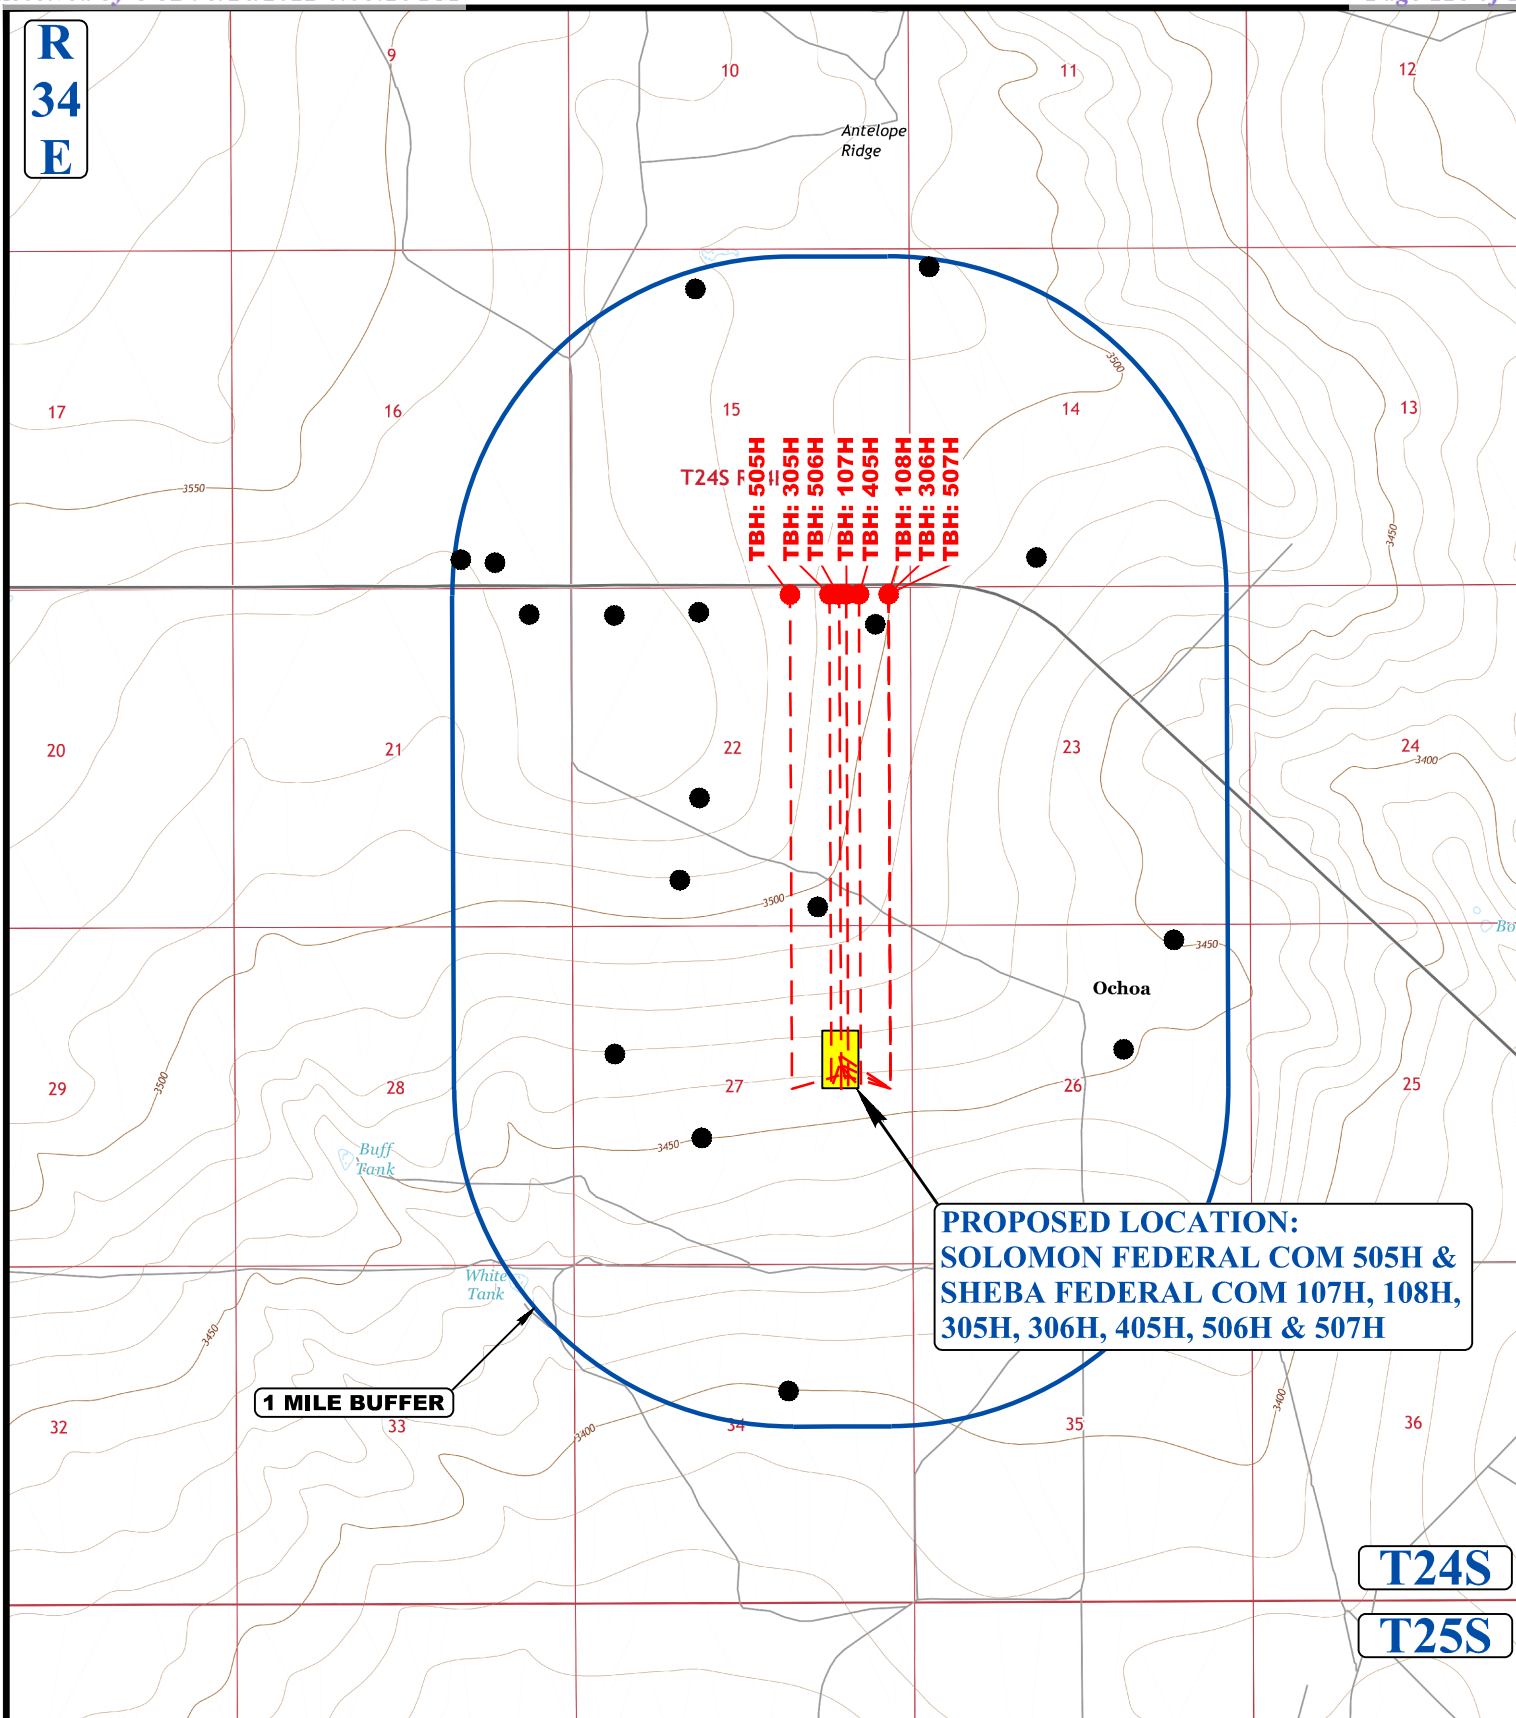 R
34
E
9
10
11
12
Antelope
Ridge
3500
17
16
15
14
13
T24S
TBH: 505H
TBH: 305H
TBH: 506H
TBH: 107H
TBH: 405H
TBH: 108H
TBH: 306H
TBH: 507H
3550
3450
20
21
22
23
24
3400
3500
Bo
3450
Ochoa
29
28
27
26
25
3500
3450
Buff
Tank
PROPOSED LOCATION:
SOLOMON FEDERAL COM 505H &
SHEBA FEDERAL COM 107H, 108H,
305H, 306H, 405H, 506H & 507H
White
Tank
3450
1 MILE BUFFER
3400
3400
32
33
34
35
36
T24S
T25S